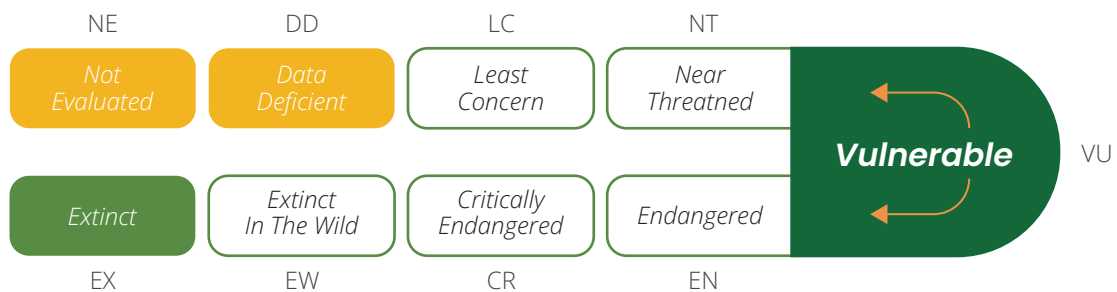 NE
DD
LC
NT
Not
Evaluated
Data
Deficient
Least
Concern
Near
Threatned
Vulnerable
VU
Extinct
Extinct
In The Wild
Critically
Endangered
Endangered
EX
EW
CR
EN